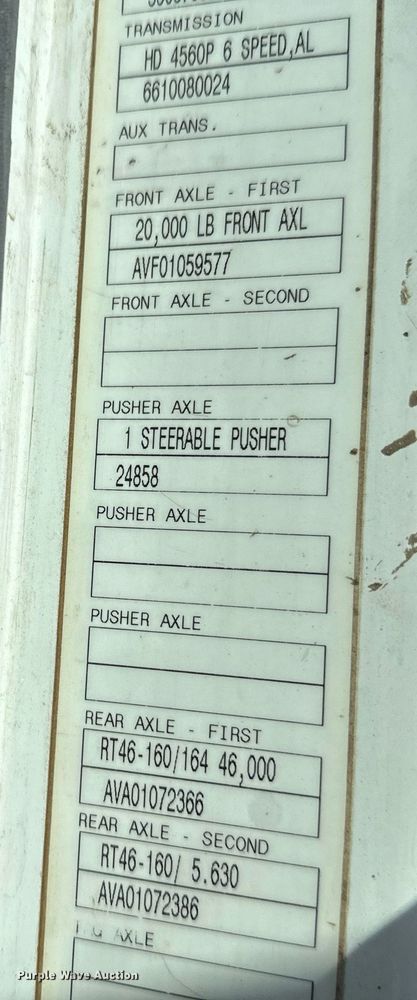 TRANSMISSION
HD 4560P 6 SPEED,AL
6610080024
AUX TRANS.
FRONT AXLE - FIRST
20,000 LB FRONT AXL
AVF01059577
FRONT AXLE - SECOND
PUSHER AXLE
1 STEERABLE PUSHER
24858
PUSHER AXLE
PUSHER AXLE
REAR AXLE - FIRST
RT46-160/164 46,000
AVA01072366
REAR AXLE - SECOND
RT46-160/ 5.630
AVA01072386
AXLE
Purple Wave Auction